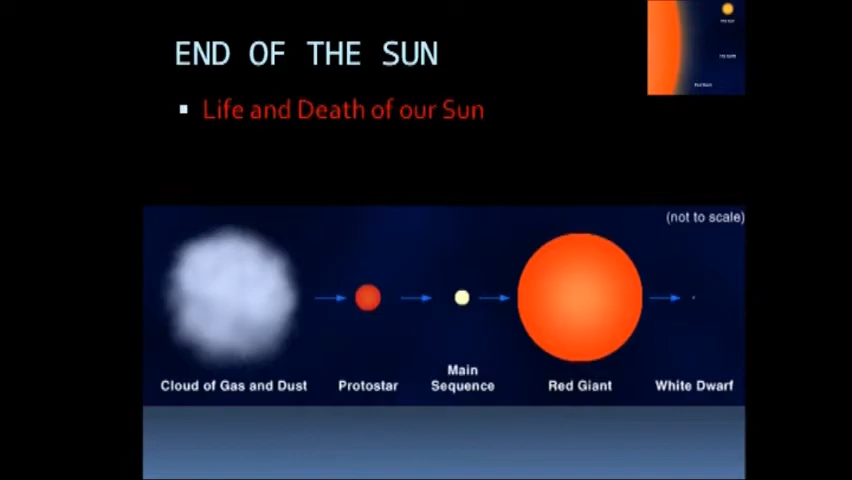 END OF THE SUN
Life and Death of our Sun
(not to scale)
Cloud of Gas and Dust
Protostar
Main
Sequence
Red Giant
White Dwarf